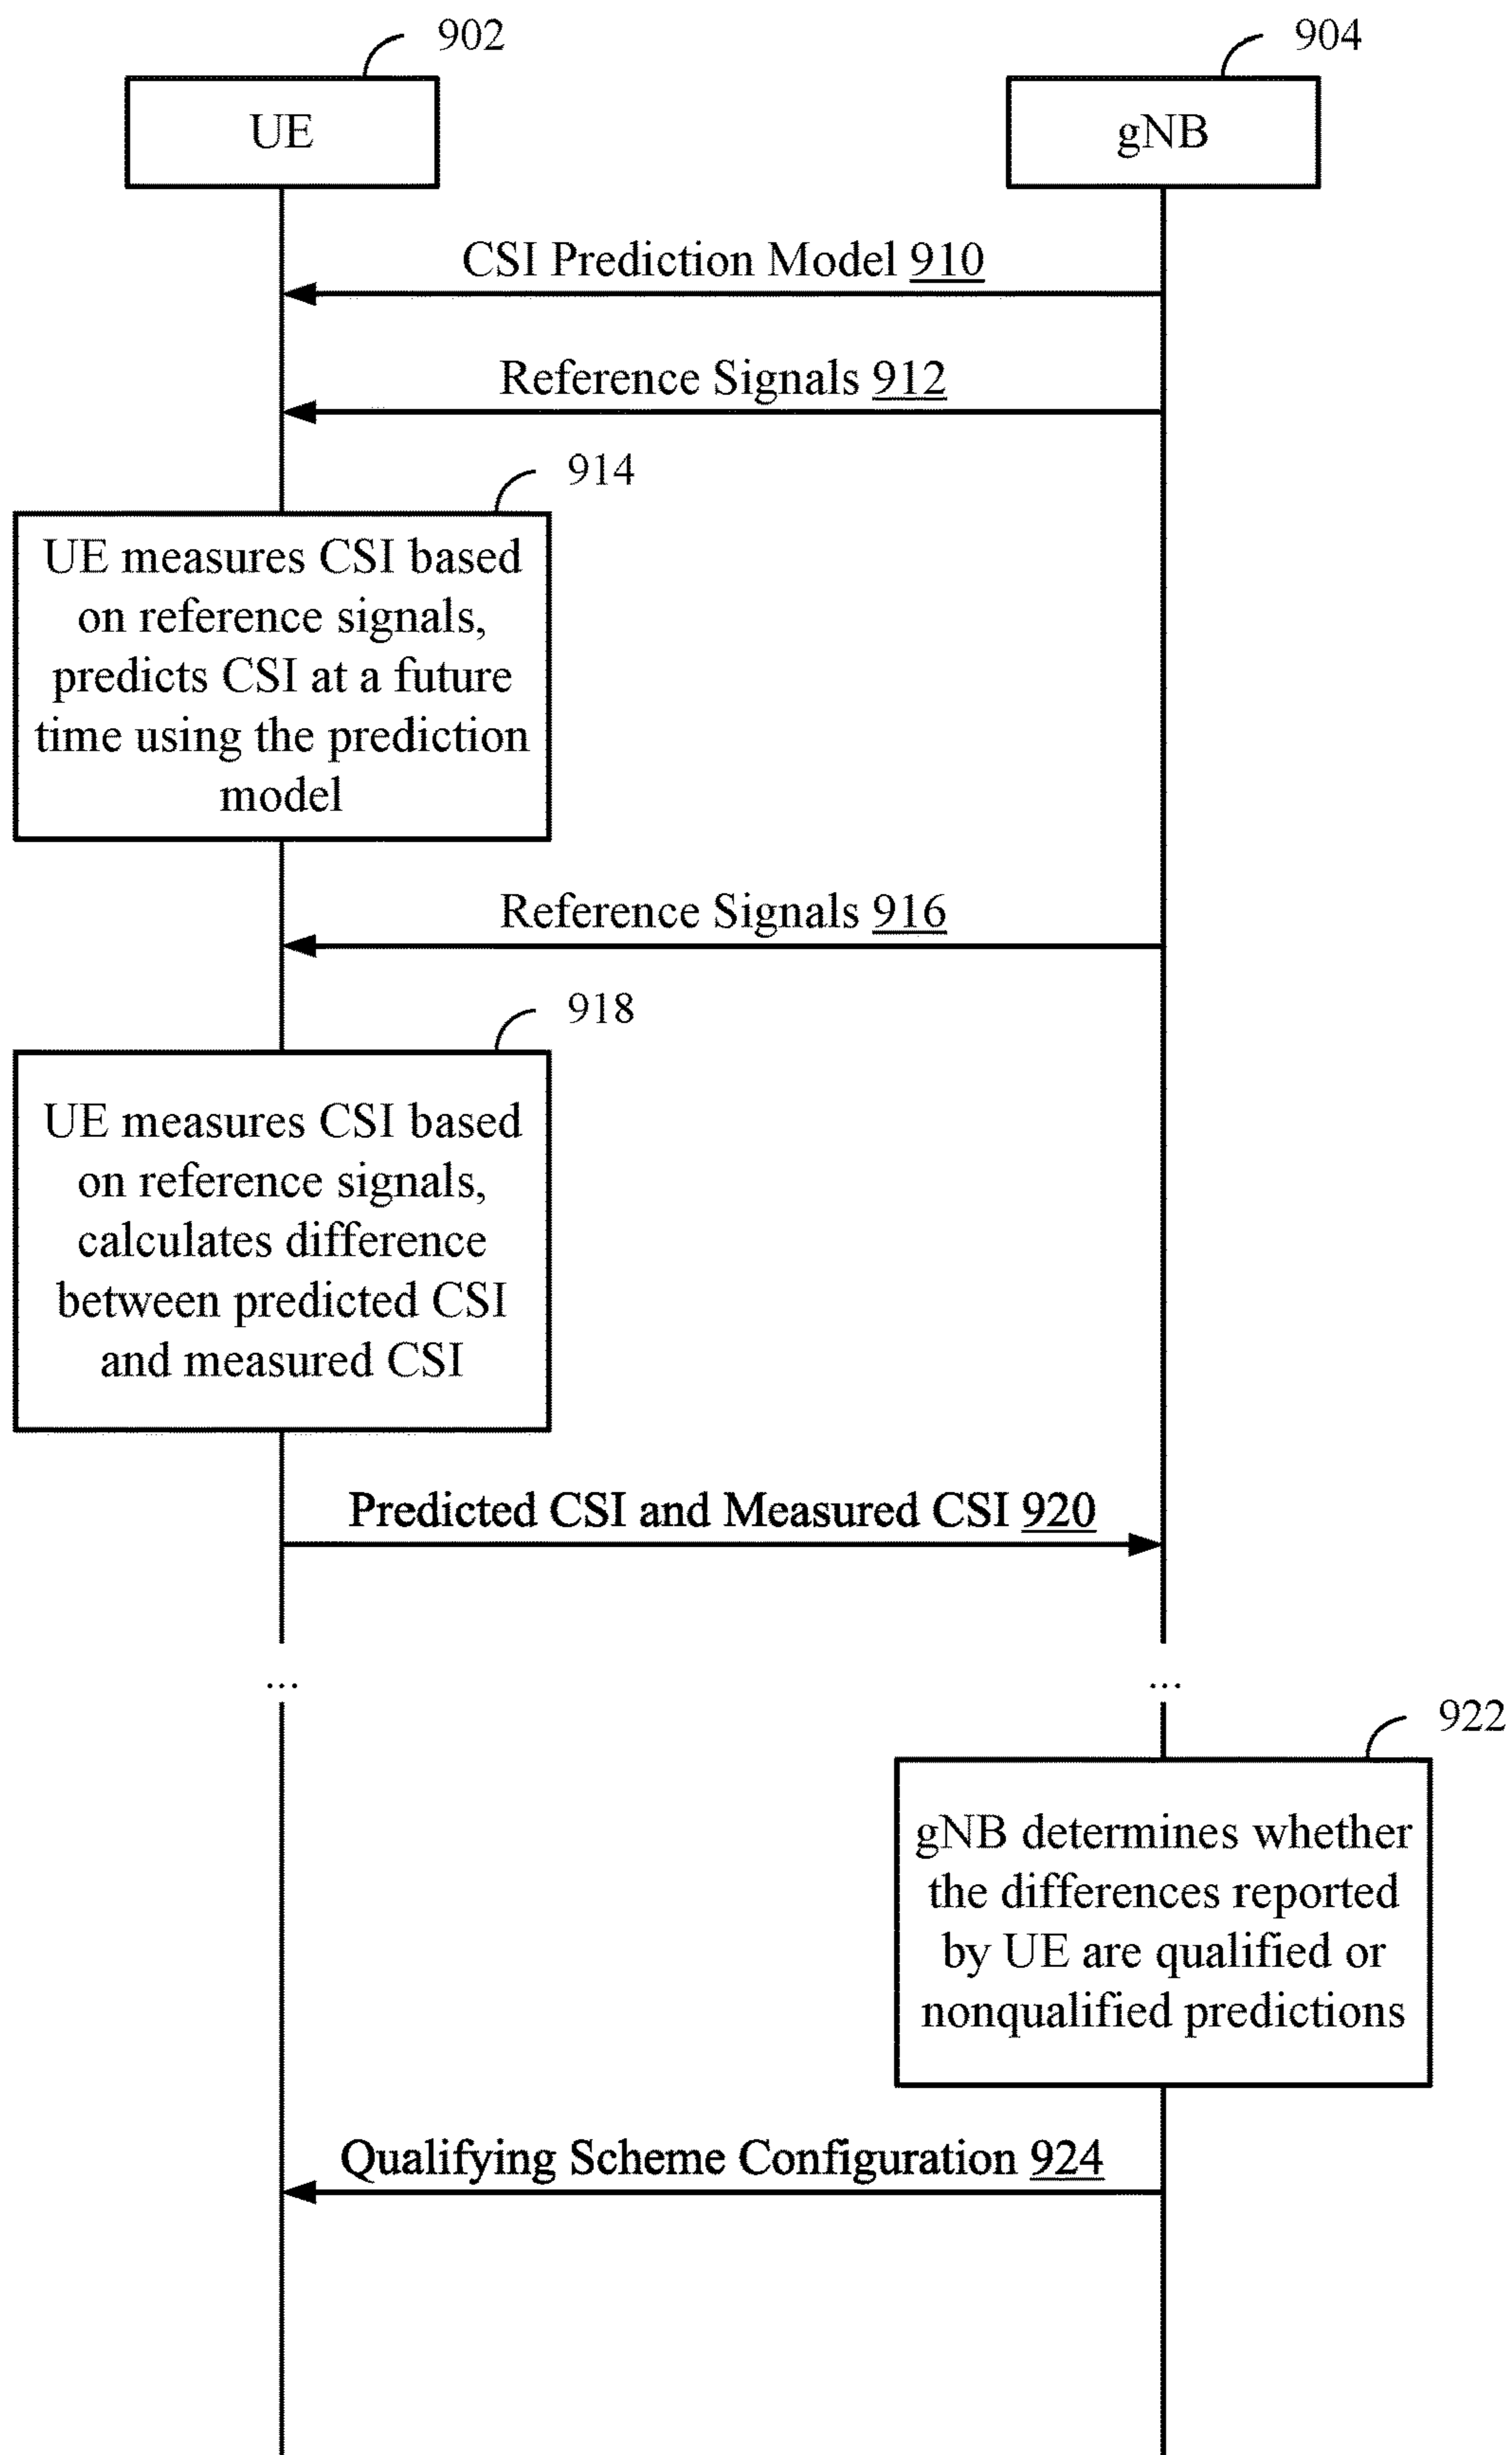 902
904
UE
gNB
CSI Prediction Model 910
Reference Signals 912
914
UE measures CSI based
on reference signals,
predicts CSI at a future
time using the prediction
model
Reference Signals 916
918
UE measures CSI based
on reference signals,
calculates difference
between predicted CSI
and measured CSI
Predicted CSI and Measured CSI 920
...
...
922
gNB determines whether
the differences reported
by UE are qualified or
nonqualified predictions
Qualifying Scheme Configuration 924